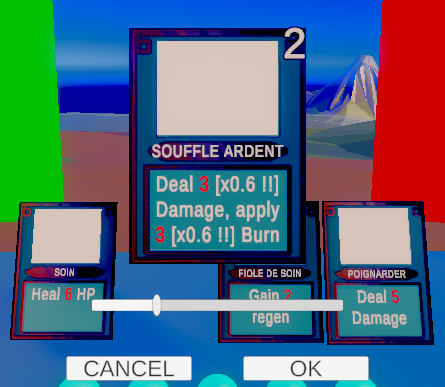 2
SOUFFLE ARDENT
Deal 3 [x0.6 !!]
Damage, apply
3 [x0.6 !!] Burn
SOIN
Heal 6 HP
FIOLE DE SOIN
Gain 2
regen
POIGNARDER
Deal 5
Damage
CANCEL
OK